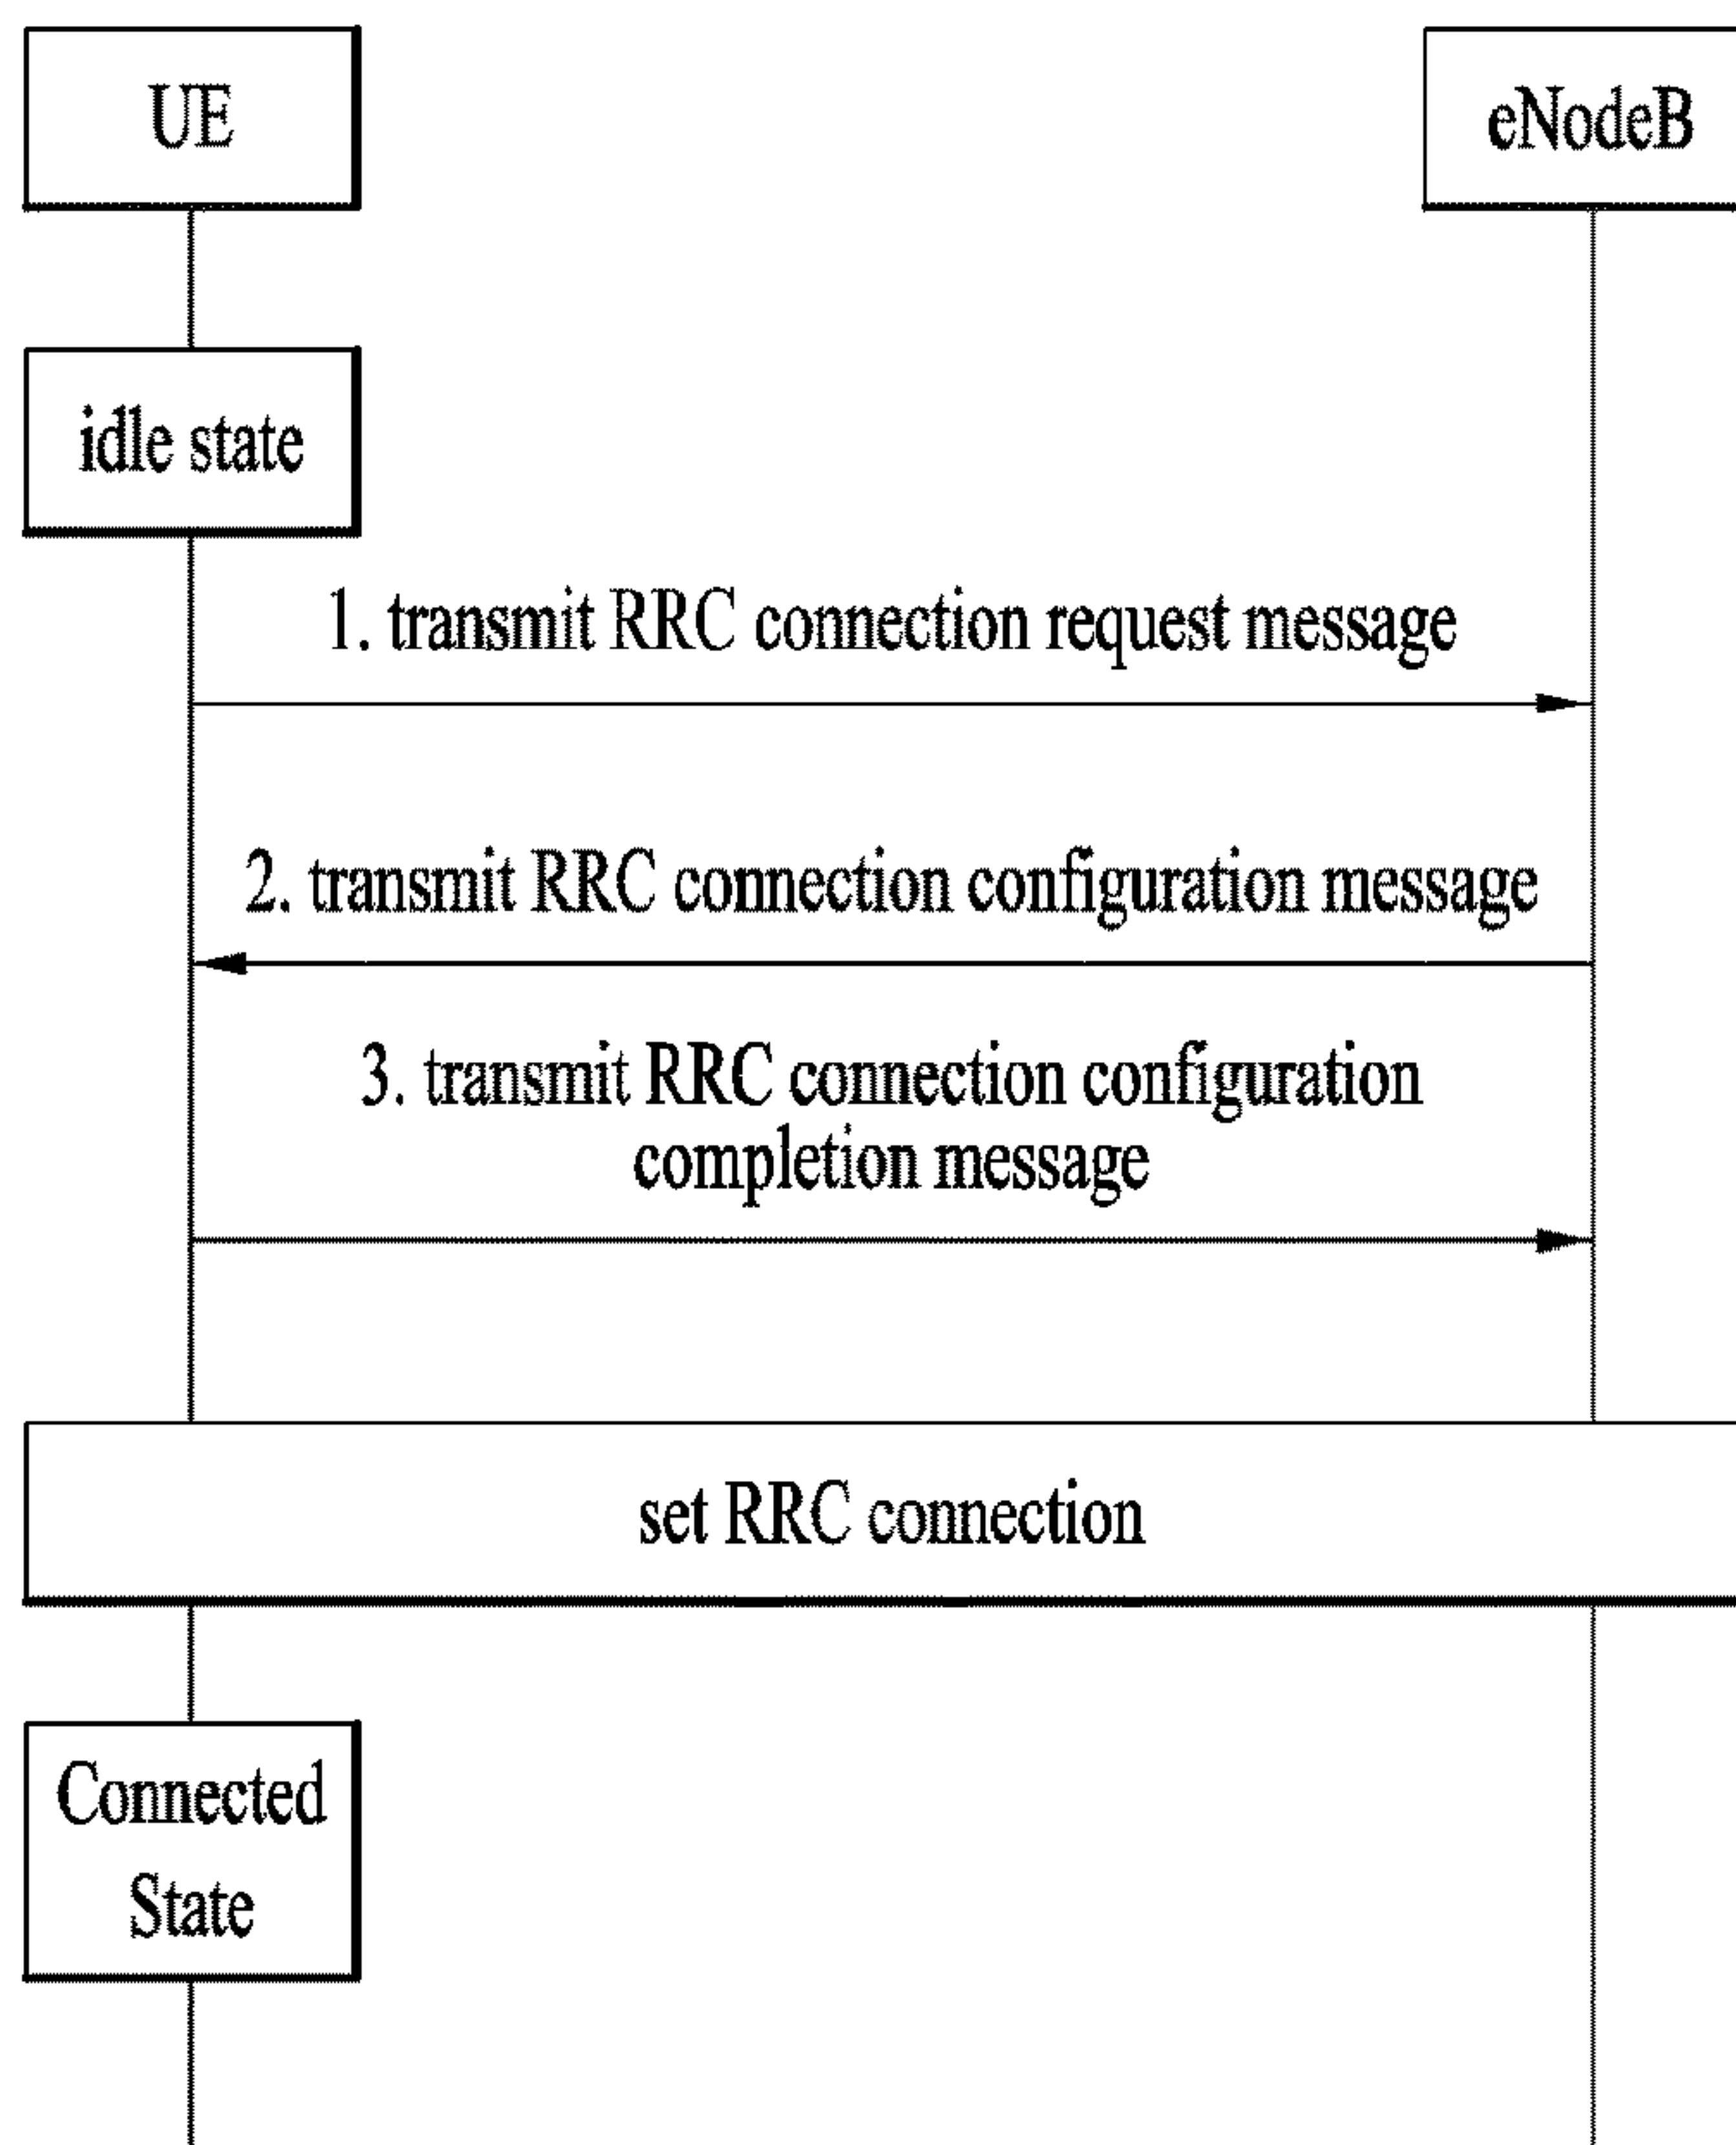 UE
eNodeB
idle state
1. transmit RRC connection request message
2. transmit RRC connection configuration message
3. transmit RRC connection configuration
completion message
set RRC connection
Connected
State